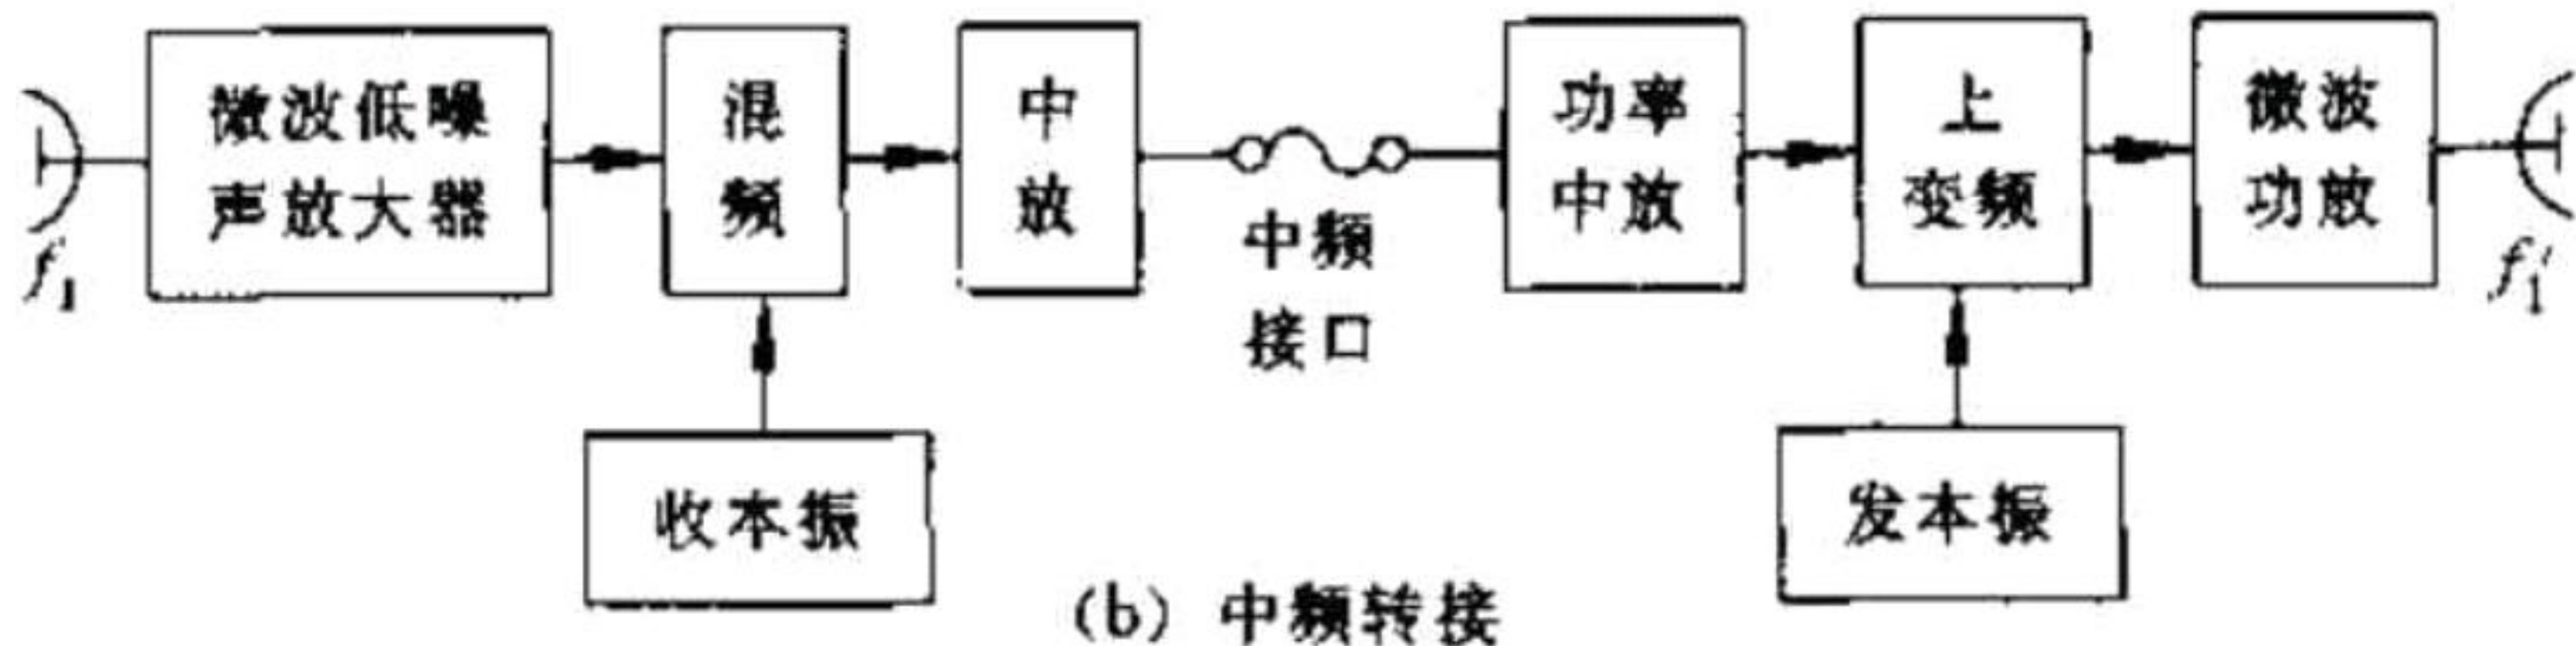 微波低噪
声放大器
混
频
中
放
中频
接口
功率
中放
上
变频
微波
功放
f₁
f₁′
收本振
发本振
(b) 中频转接